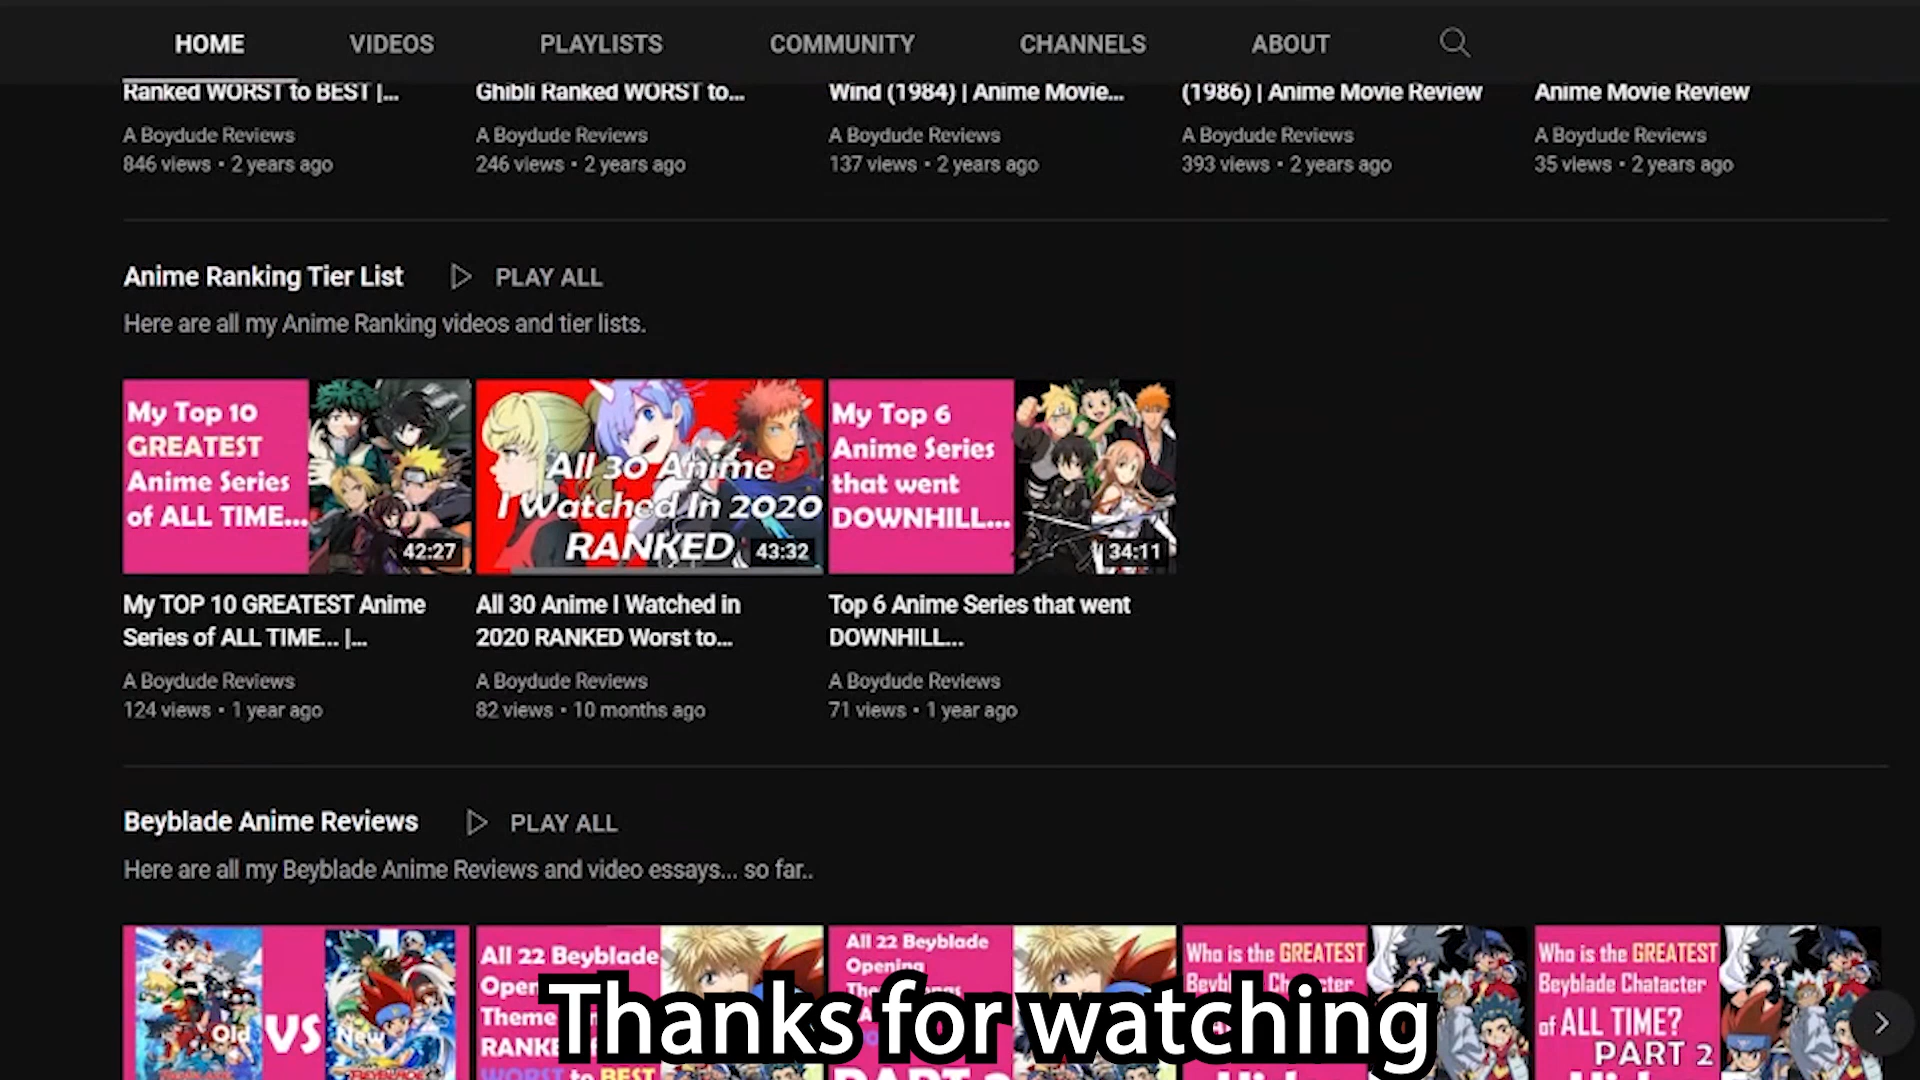 HOME VIDEOS PLAYLISTS COMMUNITY CHANNELS ABOUT
Ranked WORST to BEST |... Ghibli Ranked WORST to... Wind (1984) | Anime Movie... (1986) | Anime Movie Review Anime Movie Review
A Boydude Reviews A Boydude Reviews A Boydude Reviews A Boydude Reviews A Boydude Reviews
846 views • 2 years ago 246 views • 2 years ago 137 views • 2 years ago 393 views • 2 years ago 35 views • 2 years ago
Anime Ranking Tier List PLAY ALL
Here are all my Anime Ranking videos and tier lists.
My Top 10
GREATEST
Anime Series
of ALL TIME...
42:27
All 30 Anime
I Watched In 2020
RANKED
43:32
My Top 6
Anime Series
that went
DOWNHILL...
34:11
My TOP 10 GREATEST Anime
Series of ALL TIME... |...
A Boydude Reviews
124 views • 1 year ago
All 30 Anime I Watched in
2020 RANKED Worst to...
A Boydude Reviews
82 views • 10 months ago
Top 6 Anime Series that went
DOWNHILL...
A Boydude Reviews
71 views • 1 year ago
Beyblade Anime Reviews PLAY ALL
Here are all my Beyblade Anime Reviews and video essays... so far..
Old VS New
All 22 Beyblade
Theme
WORST to BEST
All 22 Beyblade
Opening
Who is the GREATEST
Who is the GREATEST
Beyblade Chatacter
of ALL TIME?
PART 2
Thanks for watching